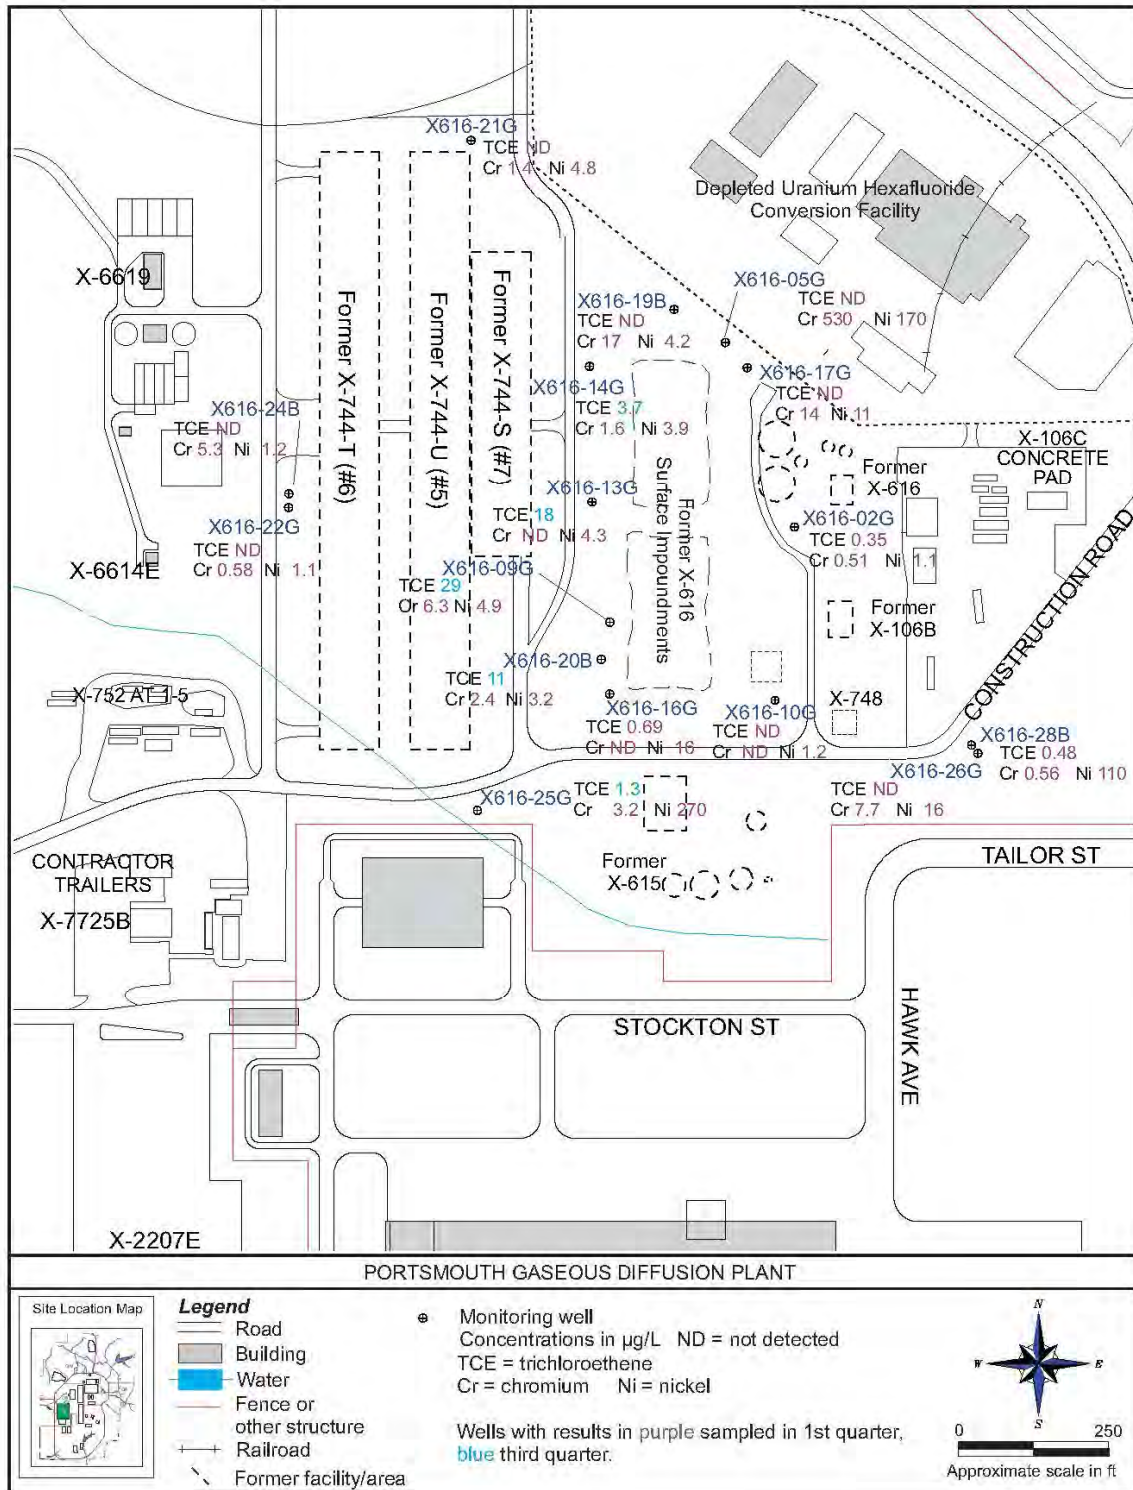 X616-21G
TCE ND
Cr 1.4 Ni 4.8
Depleted Uranium Hexafluoride
Conversion Facility
X-6619
Former X-744-T (#6)
Former X-744-U (#5)
Former X-744-S (#7)
X616-19B
TCE ND
Cr 17 Ni 4.2
X616-05G
TCE ND
Cr 530 Ni 170
X616-14G
TCE 3.7
Cr 1.6 Ni 3.9
X616-17G
TCE ND
Cr 14 Ni 11
X616-24B
TCE ND
Cr 5.3 Ni 1.2
X-106C
CONCRETE
PAD
Former
X-616
Former X-616
Surface Impoundments
X616-13G
TCE 18
Cr ND Ni 4.3
X616-02G
TCE 0.35
Cr 0.51 Ni 1.1
X616-22G
TCE ND
Cr 0.58 Ni 1.1
X-6614E
X616-09G
TCE 29
Cr 6.3 Ni 4.9
Former
X-106B
CONSTRUCTION ROAD
X616-20B
TCE 11
Cr 2.4 Ni 3.2
X-752 AT 1-5
X616-16G
TCE 0.69
Cr ND Ni 16
X616-10G
TCE ND
Cr ND Ni 1.2
X-748
X616-28B
TCE 0.48
Cr 0.56 Ni 110
X616-26G
TCE ND
Cr 7.7 Ni 16
X616-25G
TCE 1.3
Cr 3.2 Ni 270
Former
X-615
TAILOR ST
CONTRACTOR
TRAILERS
X-7725B
HAWK AVE
STOCKTON ST
X-2207E
PORTSMOUTH GASEOUS DIFFUSION PLANT
Site Location Map
Legend
Road
Building
Water
Fence or
other structure
Railroad
Former facility/area
Monitoring well
Concentrations in µg/L ND = not detected
TCE = trichloroethene
Cr = chromium Ni = nickel
Wells with results in purple sampled in 1st quarter,
blue third quarter.
N
W E
S
0 250
Approximate scale in ft